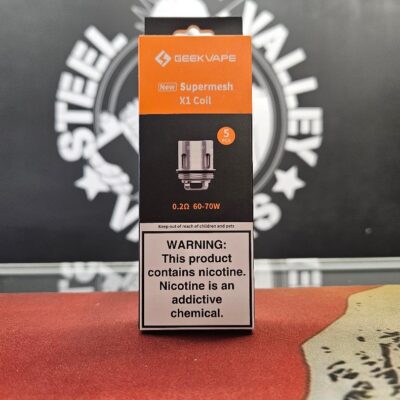 STEEL VALLEY
GEEKVAPE
New Supermesh
X1 Coil
5
0.2Ω 60-70W
Keep out of reach of children and pets
WARNING:
This product
contains nicotine.
Nicotine is an
addictive
chemical.